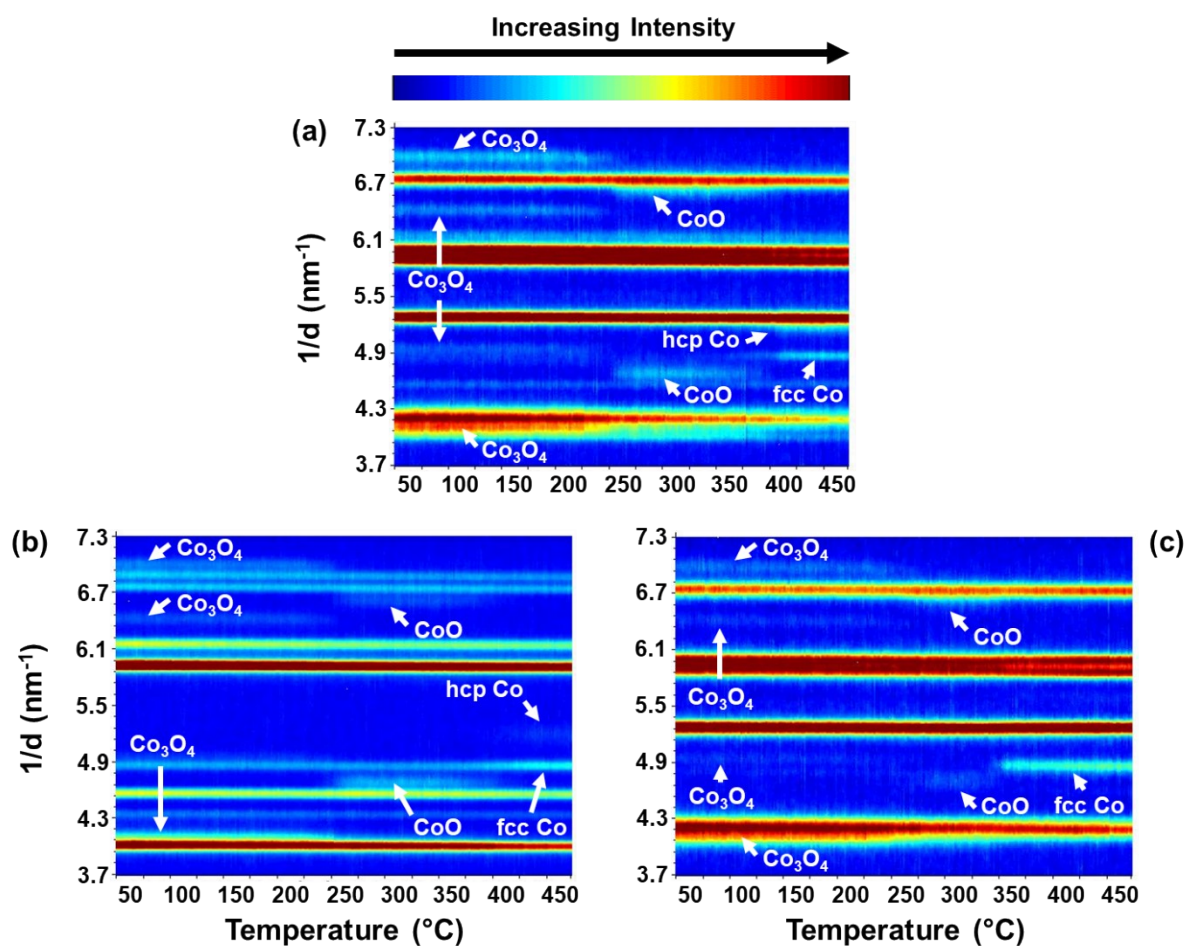 Increasing Intensity
(a)
7.3
6.7
6.1
5.5
4.9
4.3
3.7
1/d (nm⁻¹)
Co₃O₄
CoO
Co₃O₄
hcp Co
CoO
fcc Co
Co₃O₄
50 100 150 200 250 300 350 400 450
(b)
7.3
6.7
6.1
5.5
4.9
4.3
3.7
1/d (nm⁻¹)
Co₃O₄
Co₃O₄
CoO
hcp Co
Co₃O₄
CoO
fcc Co
50 100 150 200 250 300 350 400 450
Temperature (°C)
(c)
7.3
6.7
6.1
5.5
4.9
4.3
3.7
Co₃O₄
CoO
Co₃O₄
Co₃O₄
CoO
fcc Co
Co₃O₄
50 100 150 200 250 300 350 400 450
Temperature (°C)